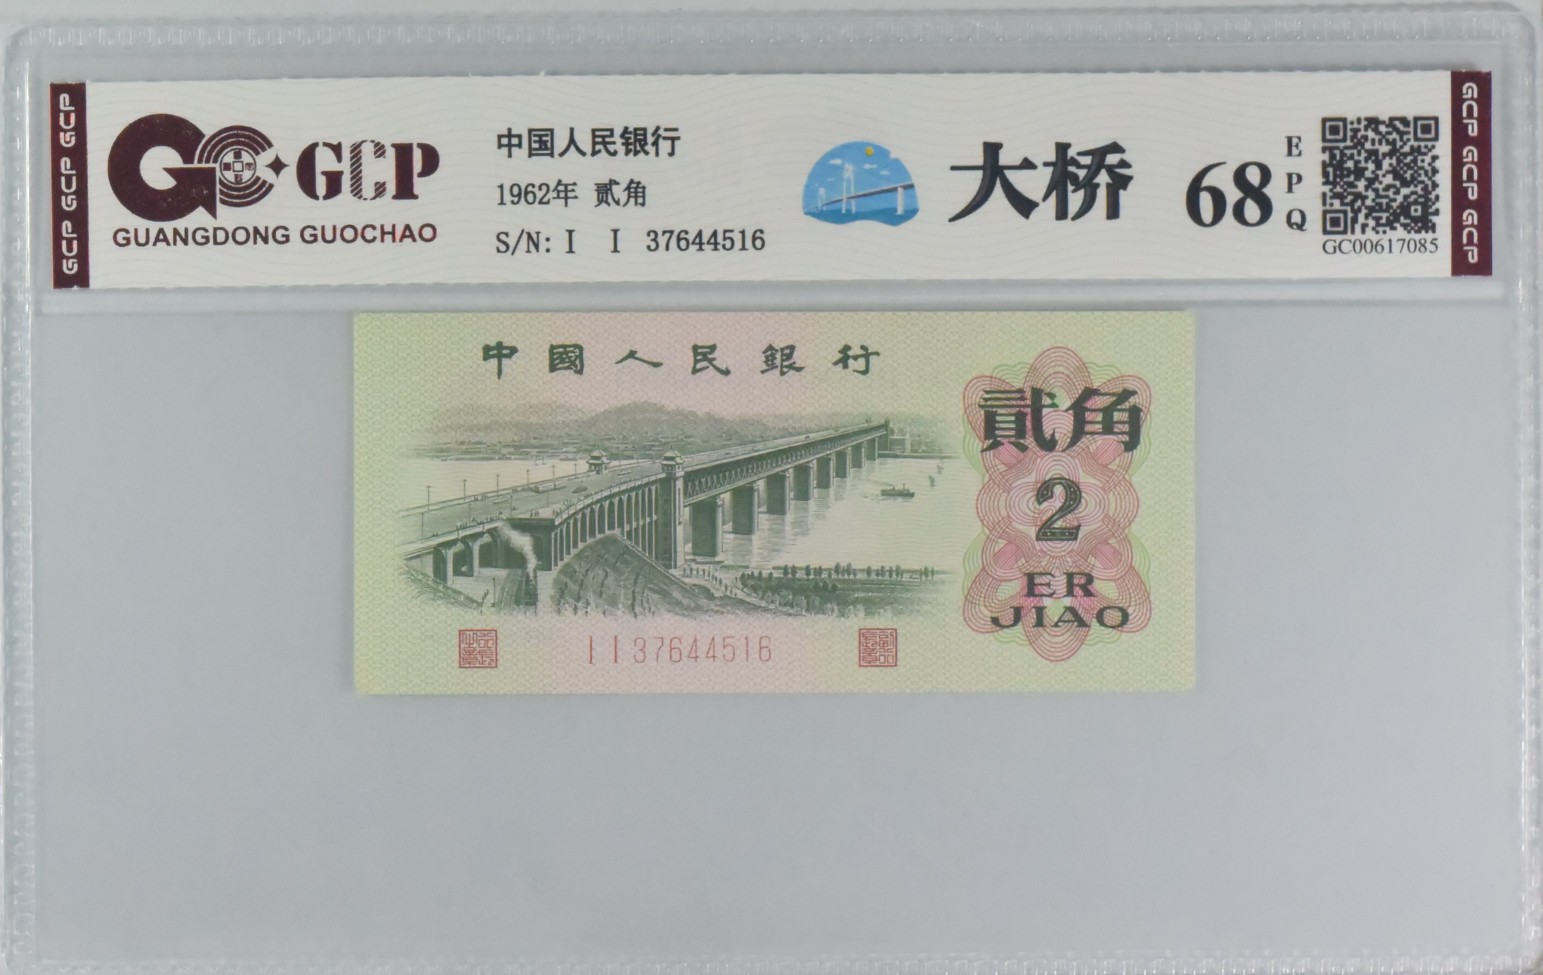 GCP GCP GCP
GCP
GUANGDONG GUOCHAO
中国人民银行
1962年 贰角
S/N: I I 37644516
大桥
68
E
P
Q
GC00617085
GCP GCP GCP
中國人民銀行
貳角
2
ER
JIAO
I I 37644516